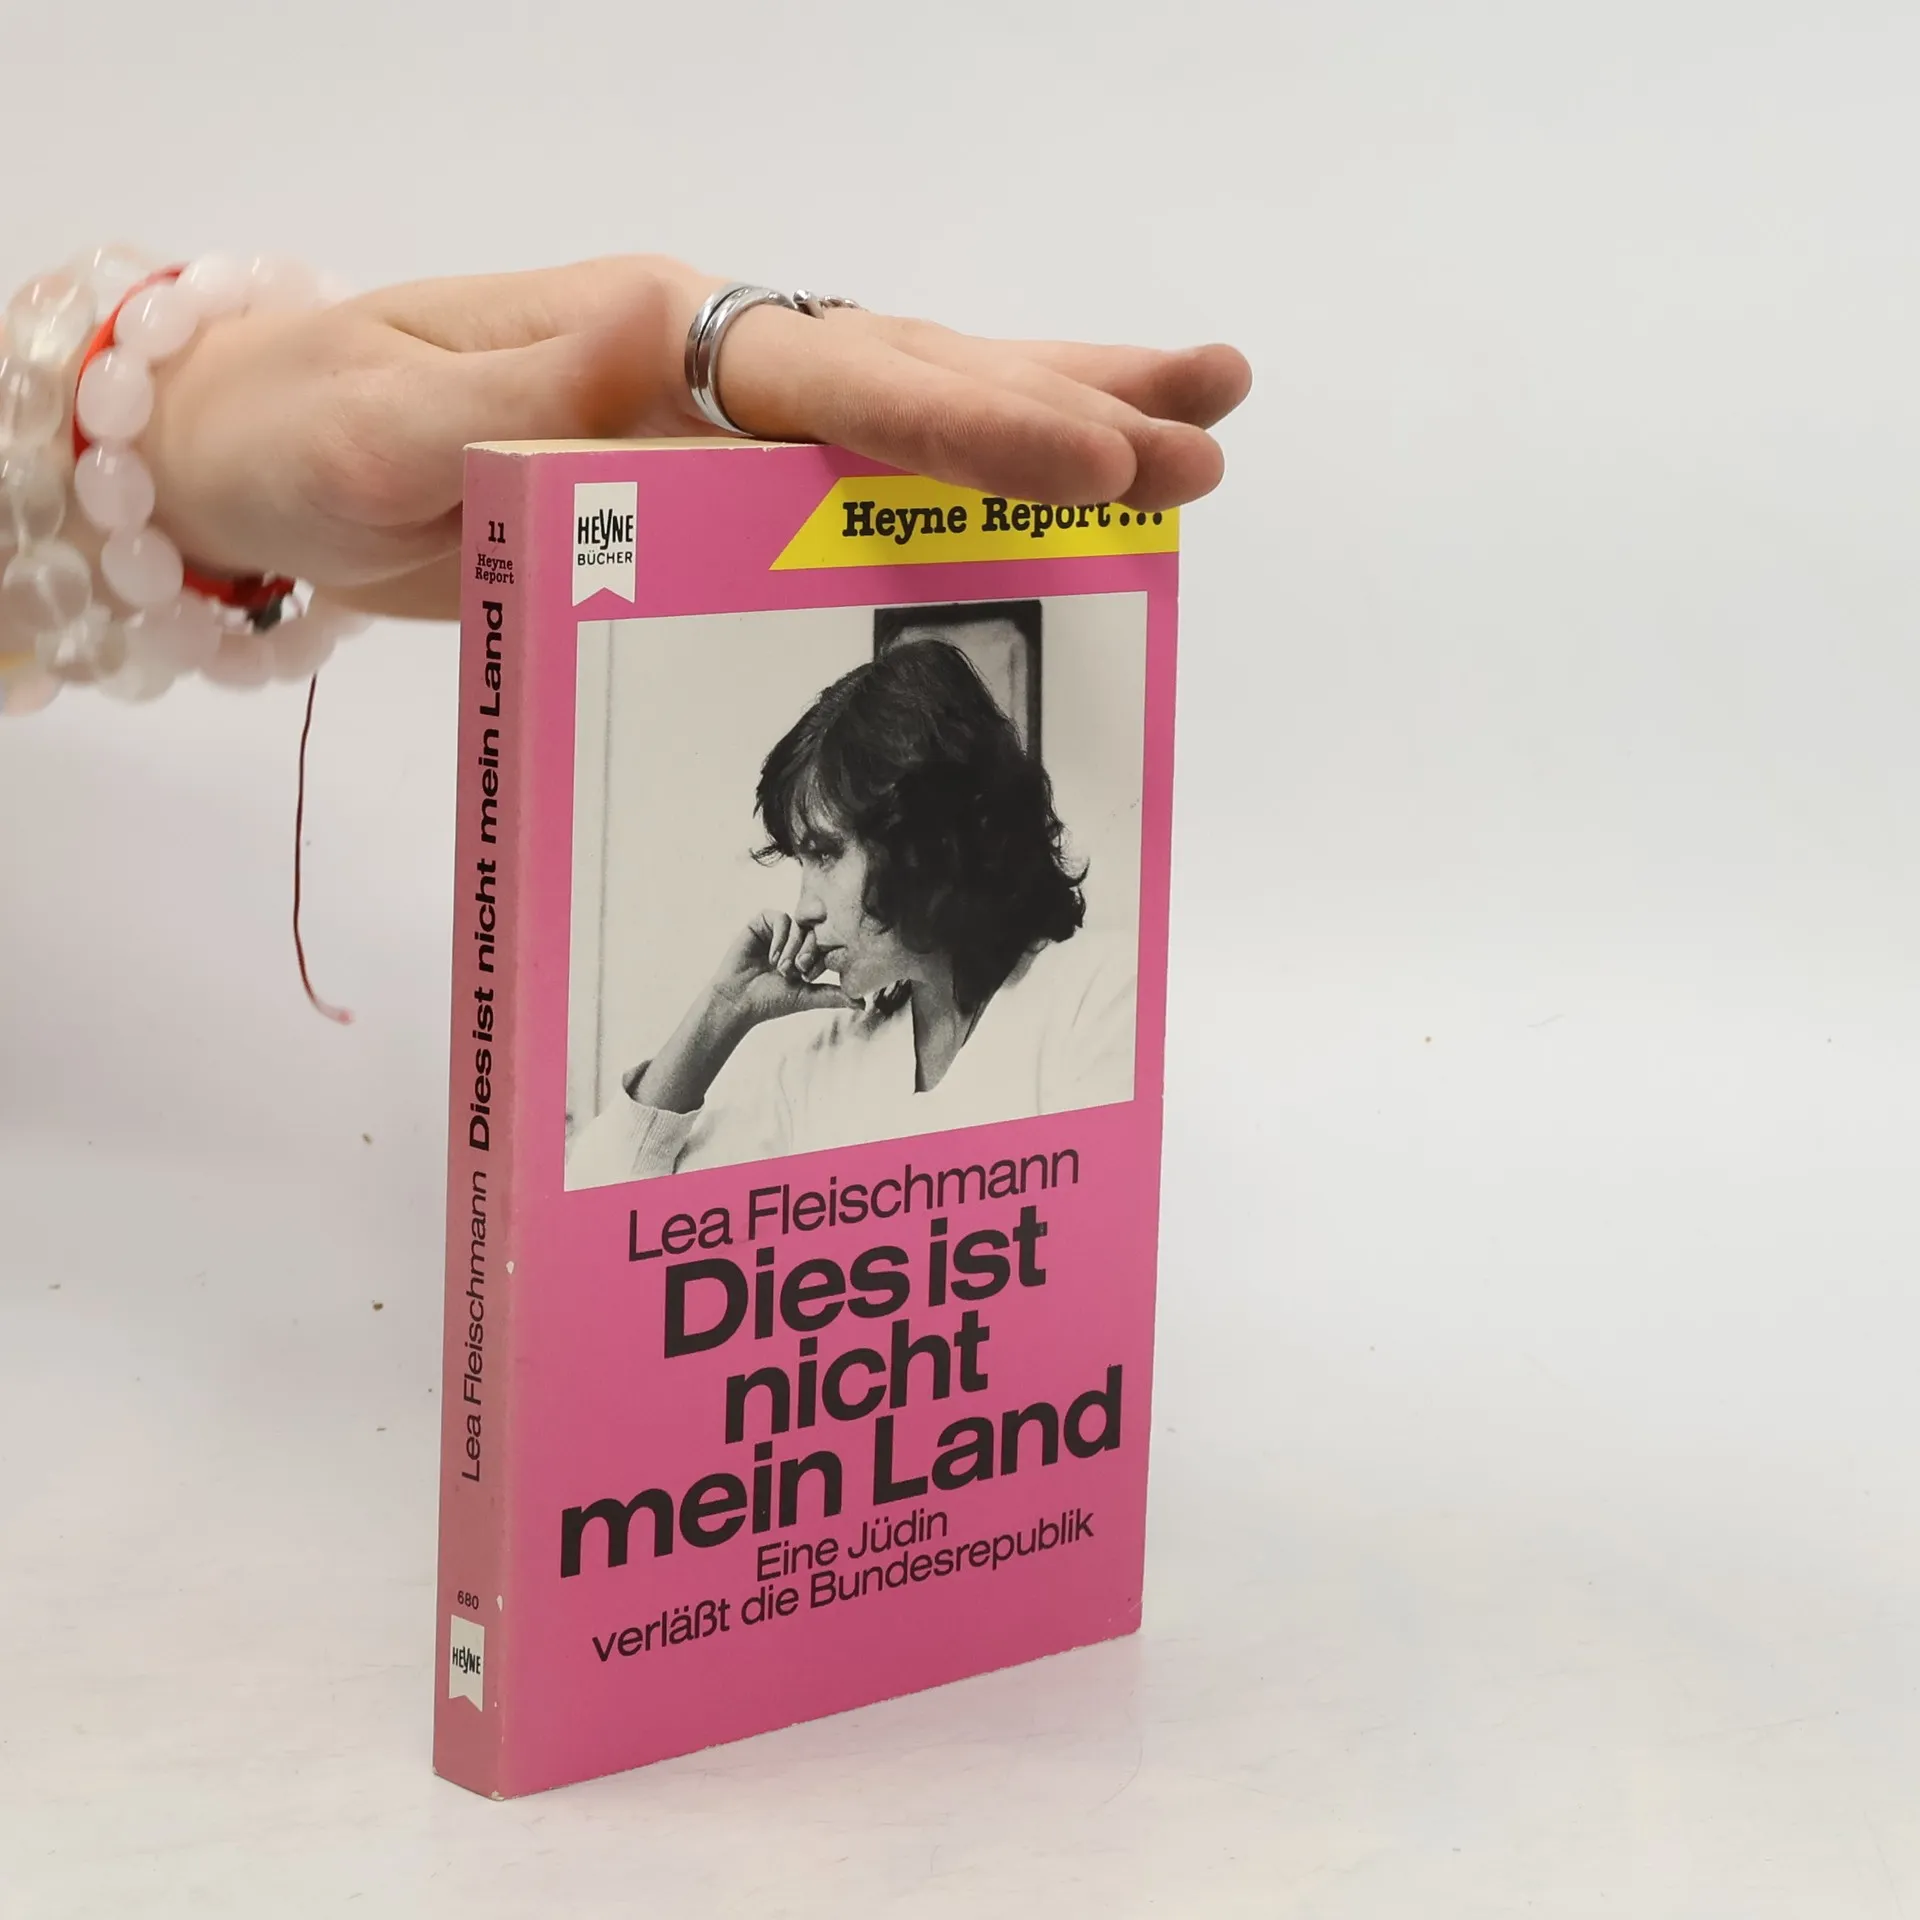 11
Heyne
Report
Lea Fleischmann Dies ist nicht mein Land
680
HEYNE
HEYNE
BÜCHER
Heyne Report...
Lea Fleischmann
Dies ist
nicht
mein Land
Eine Jüdin
verläßt die Bundesrepublik